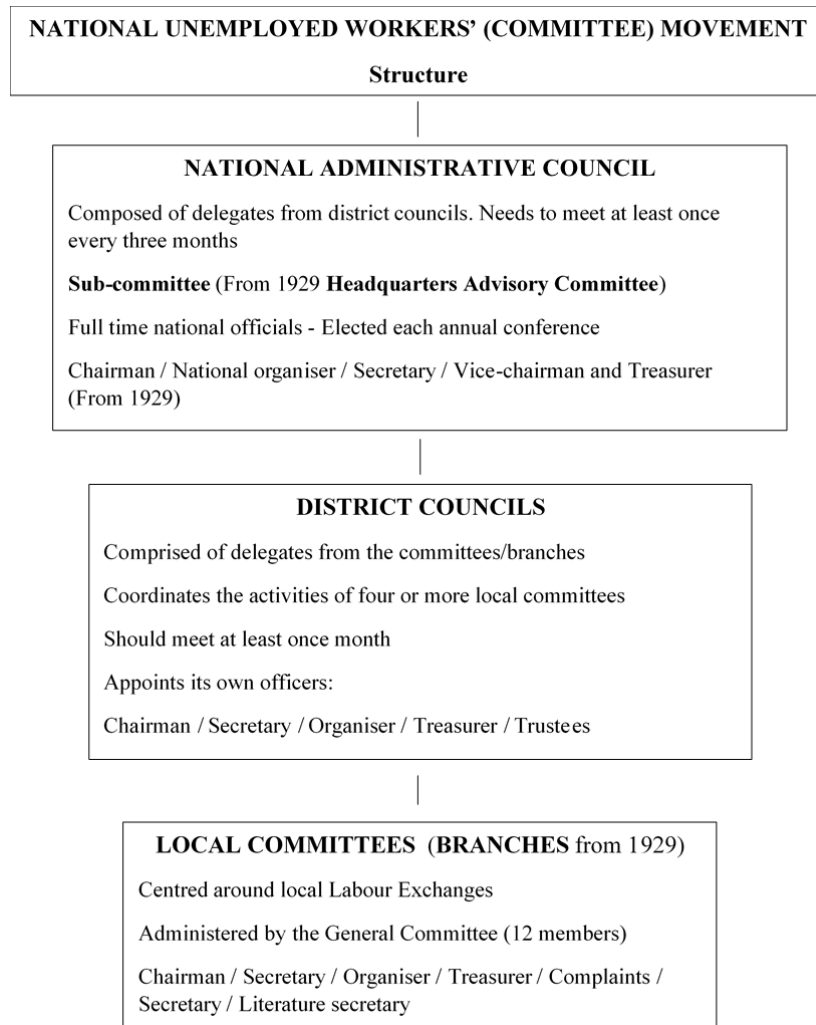 NATIONAL UNEMPLOYED WORKERS’ (COMMITTEE) MOVEMENT
Structure
NATIONAL ADMINISTRATIVE COUNCIL
Composed of delegates from district councils. Needs to meet at least once
every three months
Sub-committee (From 1929 Headquarters Advisory Committee)
Full time national officials - Elected each annual conference
Chairman / National organiser / Secretary / Vice-chairman and Treasurer
(From 1929)
DISTRICT COUNCILS
Comprised of delegates from the committees/branches
Coordinates the activities of four or more local committees
Should meet at least once month
Appoints its own officers:
Chairman / Secretary / Organiser / Treasurer / Trustees
LOCAL COMMITTEES (BRANCHES from 1929)
Centred around local Labour Exchanges
Administered by the General Committee (12 members)
Chairman / Secretary / Organiser / Treasurer / Complaints /
Secretary / Literature secretary